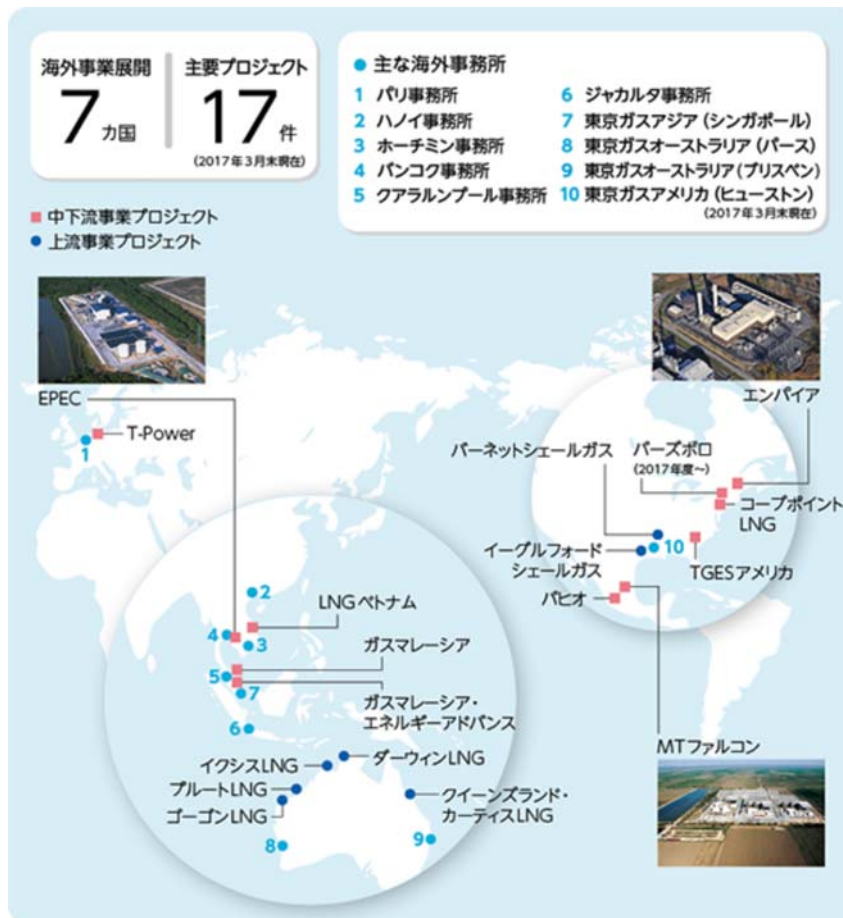 海外事業展開
7カ国
主要プロジェクト
17件
(2017年3月末現在)
● 主な海外事務所
1 パリ事務所
2 ハノイ事務所
3 ホーチミン事務所
4 バンコク事務所
5 クアラルンプール事務所
6 ジャカルタ事務所
7 東京ガスアジア(シンガポール)
8 東京ガスオーストラリア(パース)
9 東京ガスオーストラリア(ブリスベン)
10 東京ガスアメリカ(ヒューストン)
(2017年3月末現在)
■ 中下流事業プロジェクト
● 上流事業プロジェクト
EPEC
T-Power
1
エンパイア
バーネットシェールガス
バーズボロ
(2017年度～)
コーブポイント
LNG
10
イーグルフォード
シェールガス
TGESアメリカ
バヒオ
MTファルコン
2
LNGベトナム
4
3
ガスマレーシア
5
7
ガスマレーシア・
エネルギーアドバンス
6
ダーウィンLNG
イクシスLNG
プルートLNG
ゴーゴンLNG
クイーンズランド・
カーティスLNG
8
9